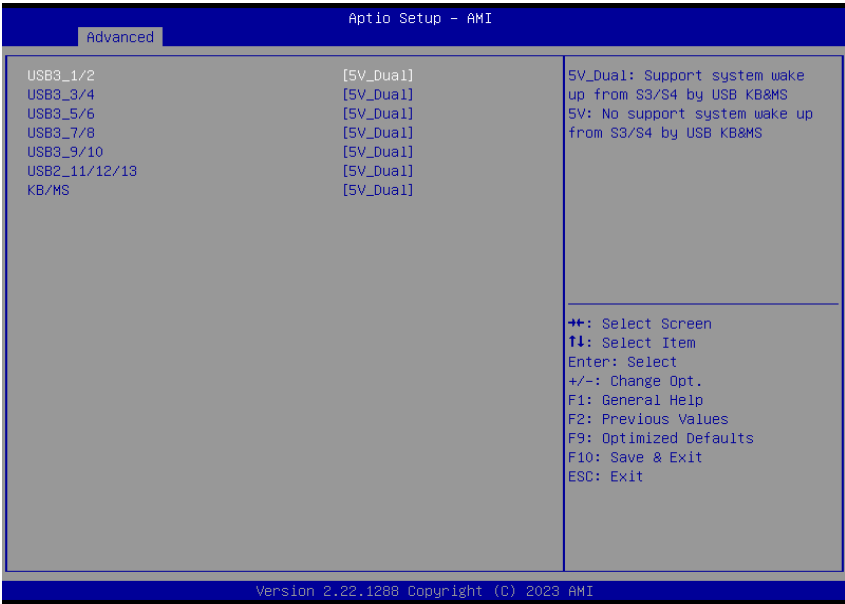 Aptio Setup – AMI
Advanced
USB3_1/2 [5V_Dual]
USB3_3/4 [5V_Dual]
USB3_5/6 [5V_Dual]
USB3_7/8 [5V_Dual]
USB3_9/10 [5V_Dual]
USB2_11/12/13 [5V_Dual]
KB/MS [5V_Dual]
5V_Dual: Support system wake
up from S3/S4 by USB KB&MS
5V: No support system wake up
from S3/S4 by USB KB&MS
→←: Select Screen
↑↓: Select Item
Enter: Select
+/-: Change Opt.
F1: General Help
F2: Previous Values
F9: Optimized Defaults
F10: Save & Exit
ESC: Exit
Version 2.22.1288 Copyright (C) 2023 AMI